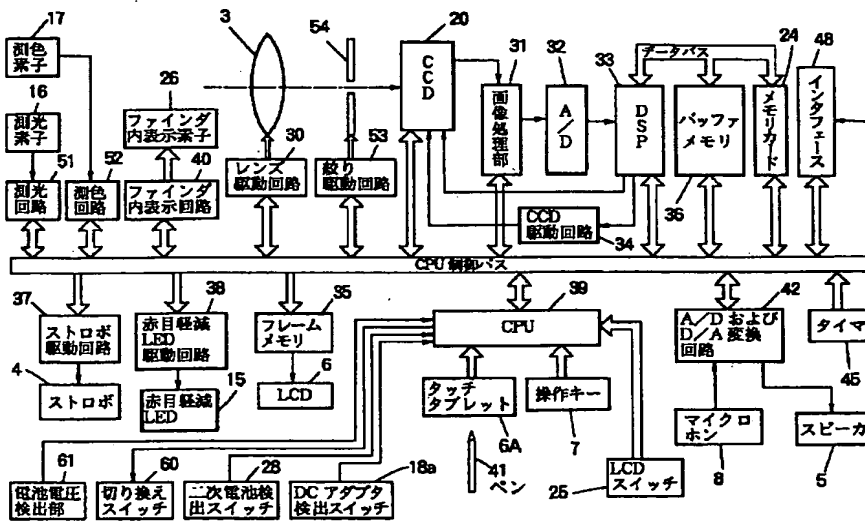 17
測色
素子
16
測光素子
51
測光
回路
52
測色
回路
26
ファインダ
内表示素子
40
ファインダ
内表示回路
3
30
レンズ
駆動回路
54
53
絞り
駆動回路
20
CCD
31
画像処理部
32
A/D
33
DSP
データバス
バッファ
メモリ
36
24
メモリカード
48
インタフェース
CCD
駆動回路
34
CPU制御バス
37
ストロボ
駆動回路
4
ストロボ
38
赤目軽減
LED
駆動回路
15
赤目軽減
LED
35
フレーム
メモリ
6
LCD
39
CPU
タッチ
タブレット
6A
操作キー
7
41
ペン
LCD
スイッチ
25
42
A/Dおよび
D/A変換
回路
タイマ
45
マイクロ
ホン
8
スピーカ
5
61
電池電圧
検出部
60
切り換え
スイッチ
28
二次電池検
出スイッチ
18a
DCアダプタ
検出スイッチ